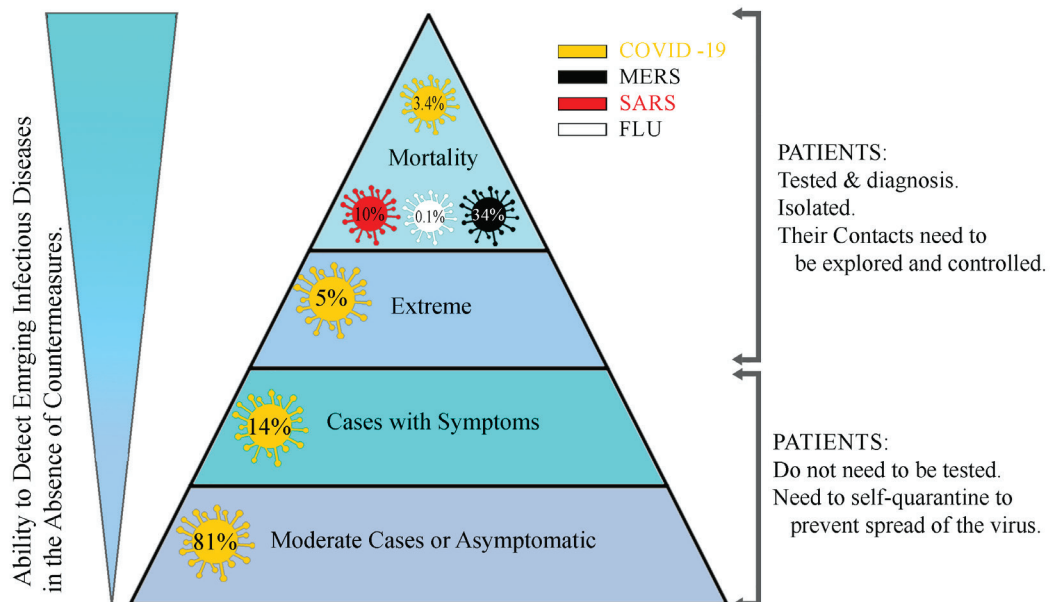 Ability to Detect Emrging Infectious Diseases
in the Absence of Countermeasures.
COVID -19
MERS
SARS
FLU
3.4%
Mortality
10%
0.1%
34%
5%
Extreme
14%
Cases with Symptoms
81%
Moderate Cases or Asymptomatic
PATIENTS:
Tested & diagnosis.
Isolated.
Their Contacts need to
be explored and controlled.
PATIENTS:
Do not need to be tested.
Need to self-quarantine to
prevent spread of the virus.